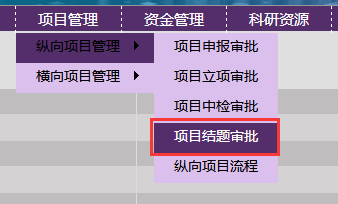 项目管理 资金管理 科研资源
纵向项目管理
横向项目管理
项目申报审批
项目立项审批
项目中检审批
项目结题审批
纵向项目流程